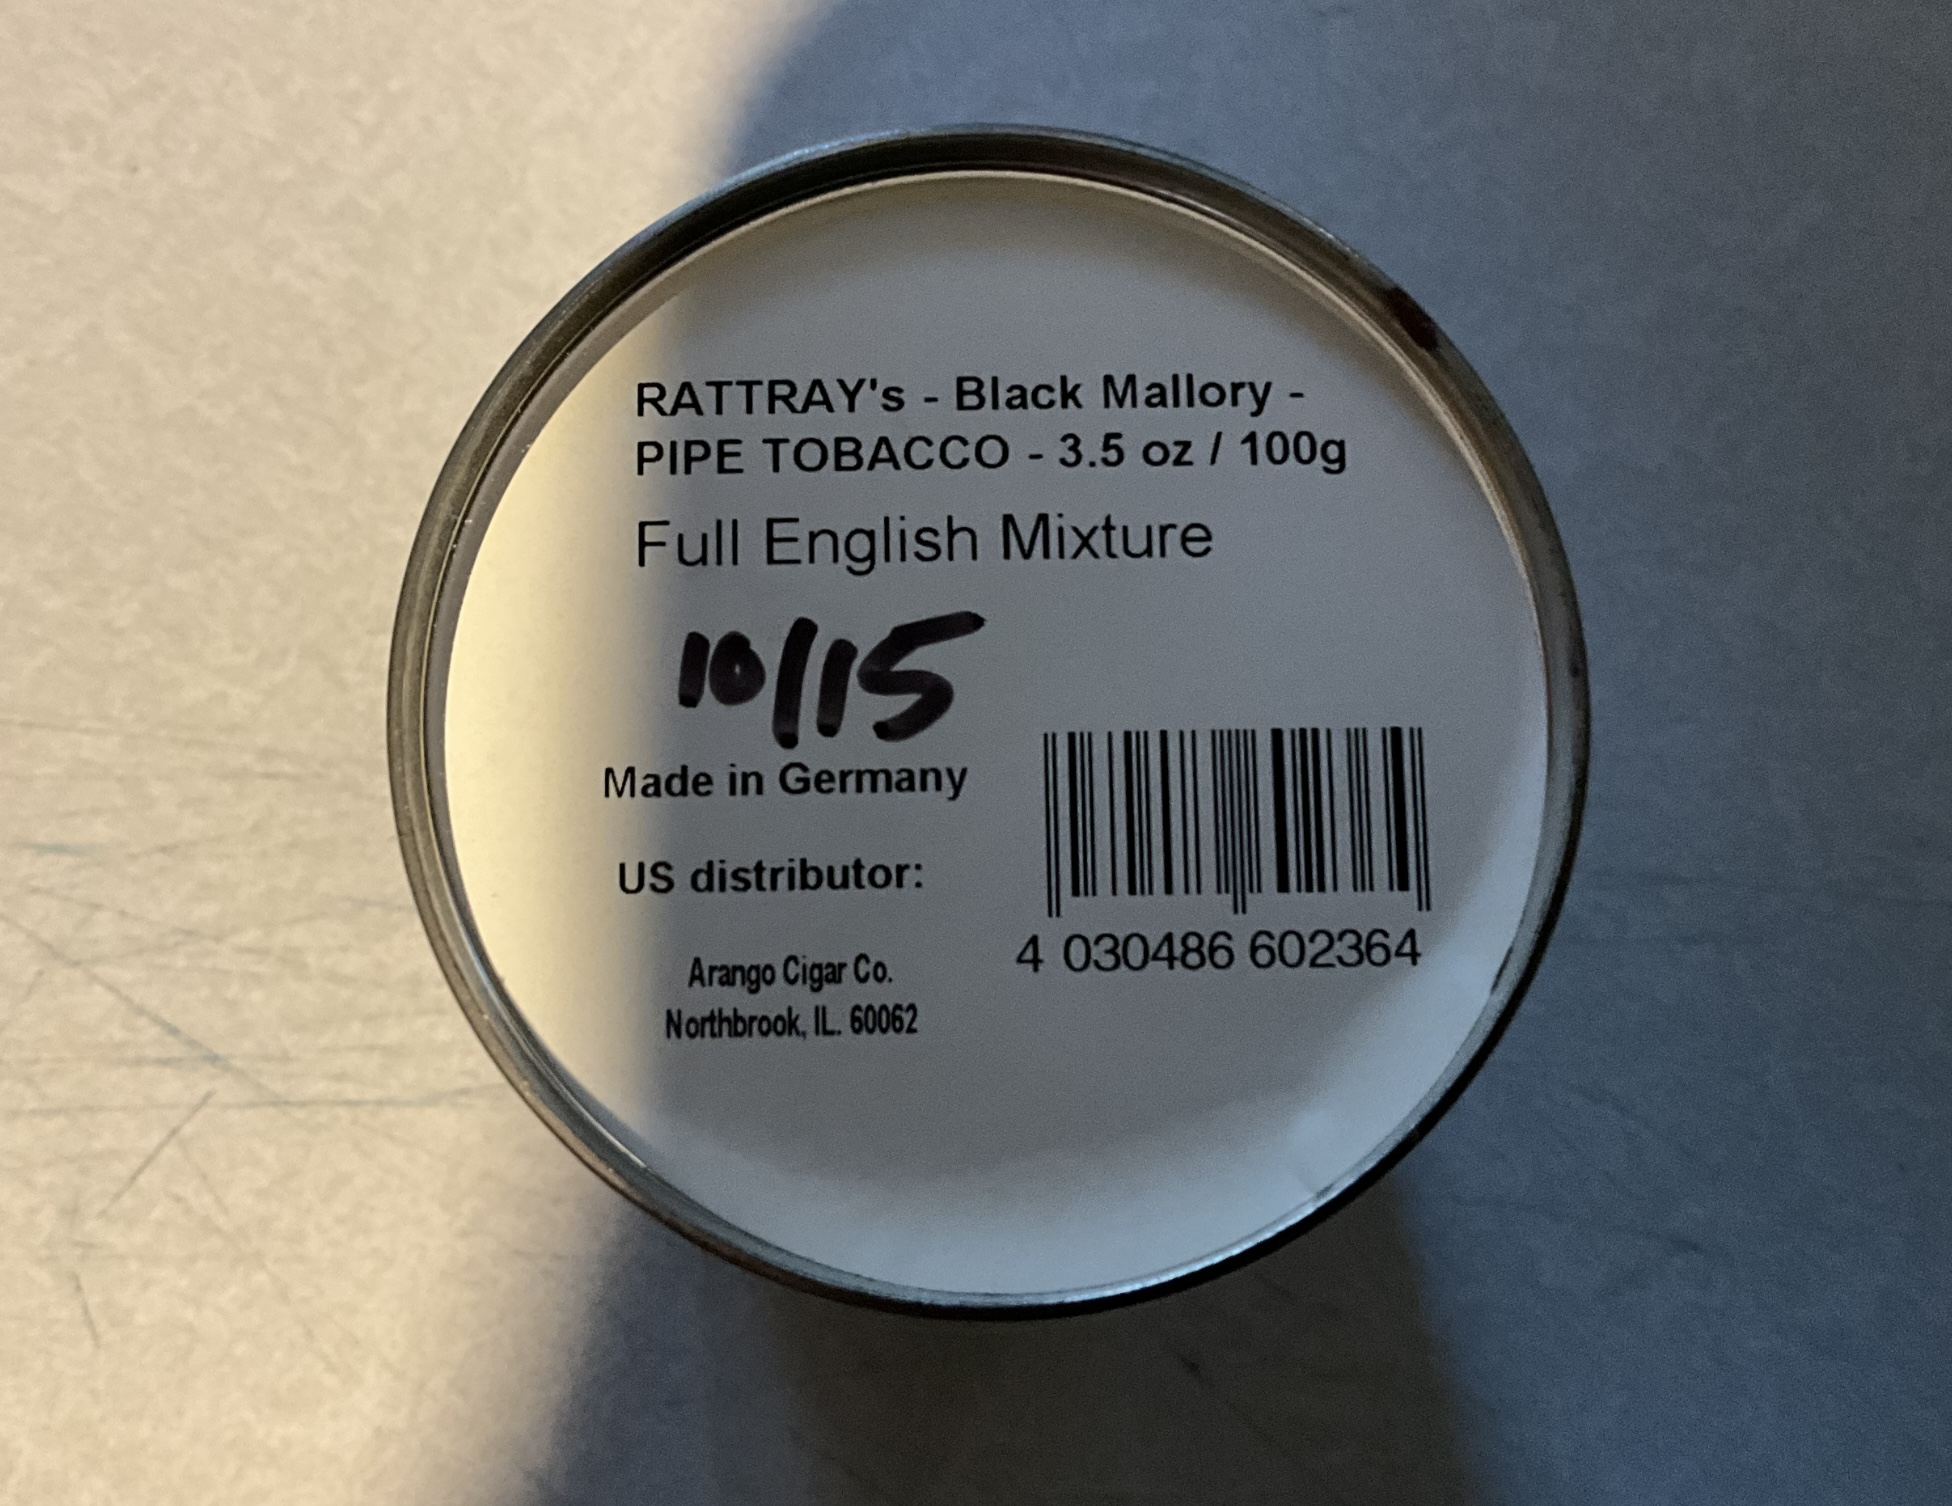 RATTRAY's - Black Mallory -
PIPE TOBACCO - 3.5 oz / 100g
Full English Mixture
10/15
Made in Germany
US distributor:
Arango Cigar Co.
Northbrook, IL. 60062
4 030486 602364